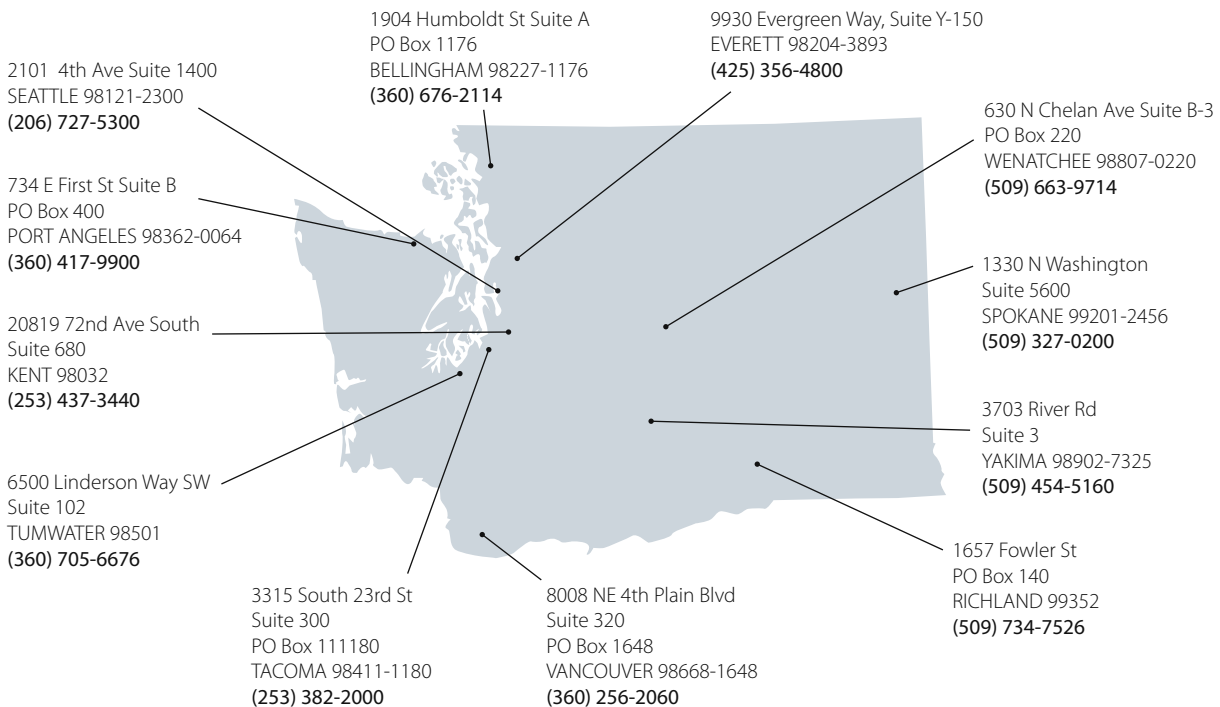 1904 Humboldt St Suite A
PO Box 1176
BELLINGHAM 98227-1176
(360) 676-2114
9930 Evergreen Way, Suite Y-150
EVERETT 98204-3893
(425) 356-4800
2101 4th Ave Suite 1400
SEATTLE 98121-2300
(206) 727-5300
630 N Chelan Ave Suite B-3
PO Box 220
WENATCHEE 98807-0220
(509) 663-9714
734 E First St Suite B
PO Box 400
PORT ANGELES 98362-0064
(360) 417-9900
1330 N Washington
Suite 5600
SPOKANE 99201-2456
(509) 327-0200
20819 72nd Ave South
Suite 680
KENT 98032
(253) 437-3440
3703 River Rd
Suite 3
YAKIMA 98902-7325
(509) 454-5160
6500 Linderson Way SW
Suite 102
TUMWATER 98501
(360) 705-6676
1657 Fowler St
PO Box 140
RICHLAND 99352
(509) 734-7526
3315 South 23rd St
Suite 300
PO Box 111180
TACOMA 98411-1180
(253) 382-2000
8008 NE 4th Plain Blvd
Suite 320
PO Box 1648
VANCOUVER 98668-1648
(360) 256-2060